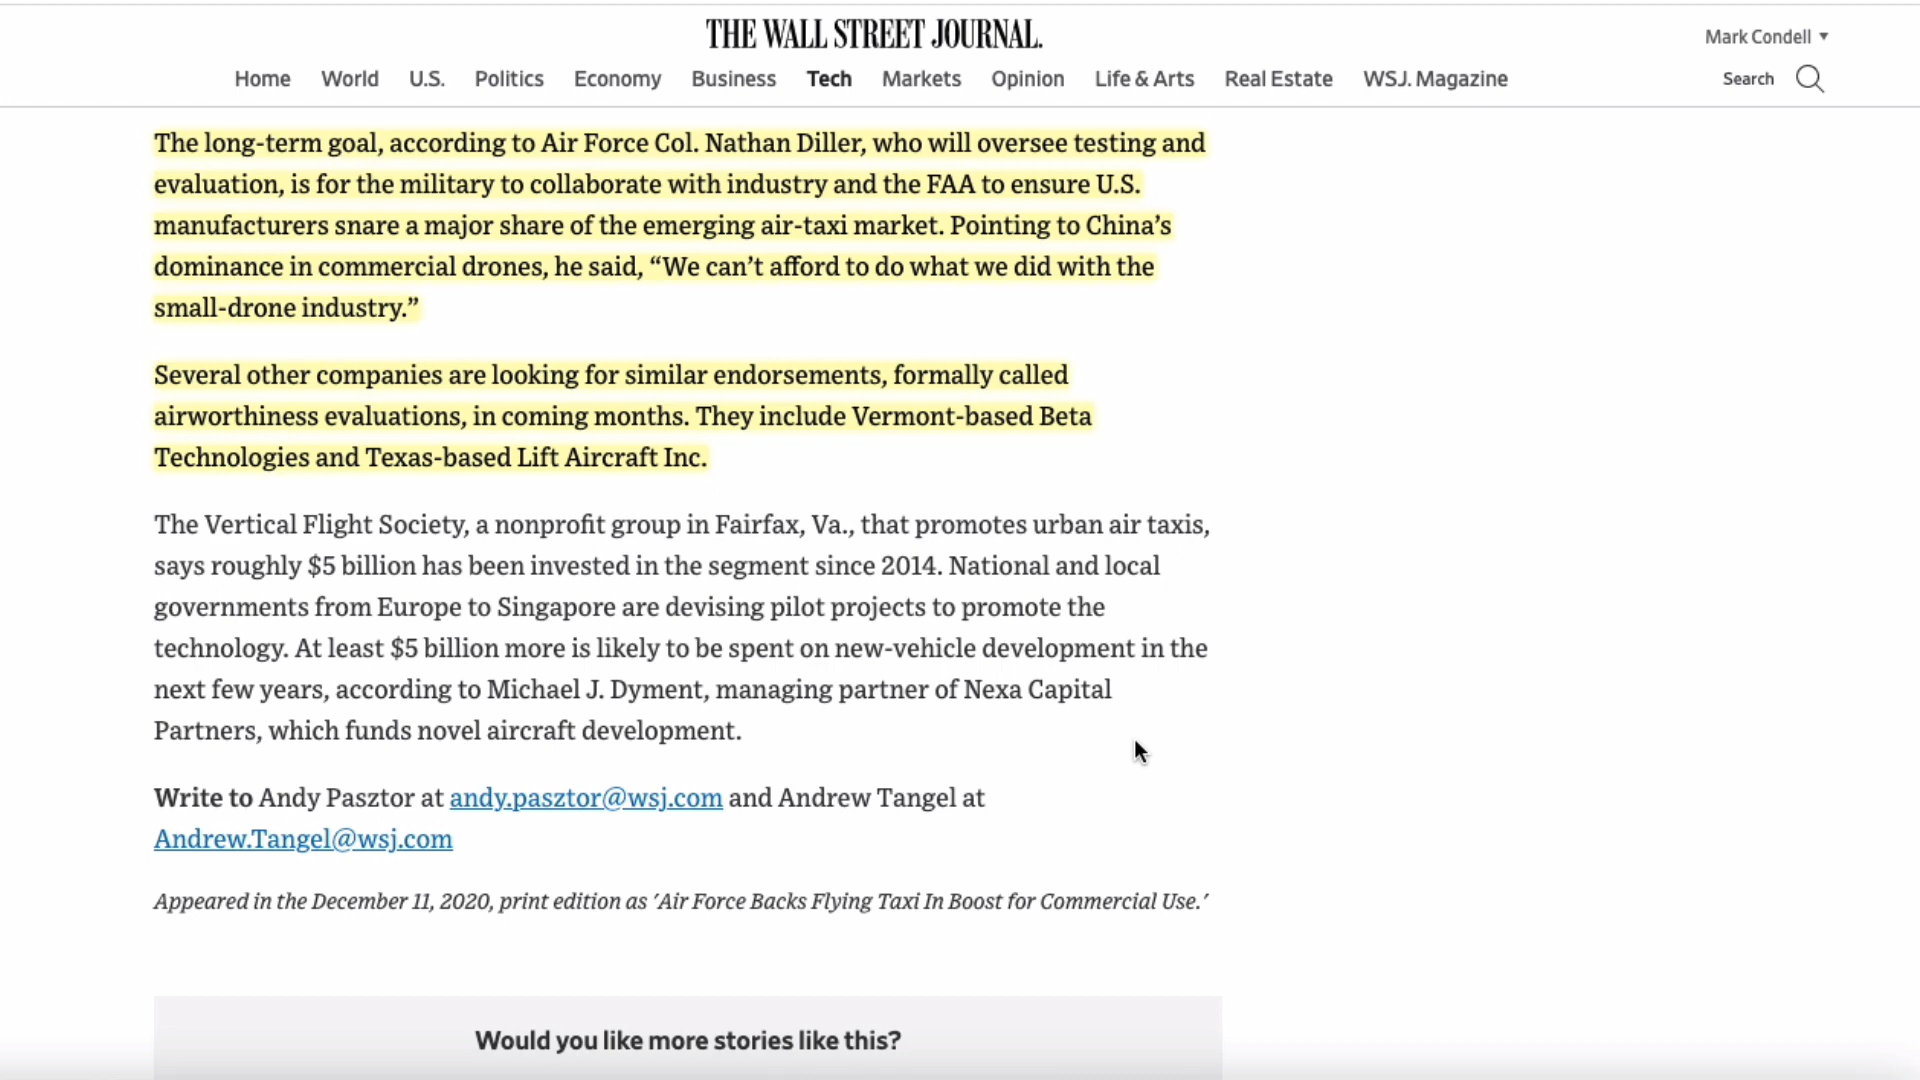 THE WALL STREET JOURNAL.
Mark Condell ▼
Home World U.S. Politics Economy Business Tech Markets Opinion Life & Arts Real Estate WSJ. Magazine
Search
The long-term goal, according to Air Force Col. Nathan Diller, who will oversee testing and
evaluation, is for the military to collaborate with industry and the FAA to ensure U.S.
manufacturers snare a major share of the emerging air-taxi market. Pointing to China’s
dominance in commercial drones, he said, “We can’t afford to do what we did with the
small-drone industry.”
Several other companies are looking for similar endorsements, formally called
airworthiness evaluations, in coming months. They include Vermont-based Beta
Technologies and Texas-based Lift Aircraft Inc.
The Vertical Flight Society, a nonprofit group in Fairfax, Va., that promotes urban air taxis,
says roughly $5 billion has been invested in the segment since 2014. National and local
governments from Europe to Singapore are devising pilot projects to promote the
technology. At least $5 billion more is likely to be spent on new-vehicle development in the
next few years, according to Michael J. Dyment, managing partner of Nexa Capital
Partners, which funds novel aircraft development.
Write to Andy Pasztor at andy.pasztor@wsj.com and Andrew Tangel at
Andrew.Tangel@wsj.com
Appeared in the December 11, 2020, print edition as 'Air Force Backs Flying Taxi In Boost for Commercial Use.'
Would you like more stories like this?